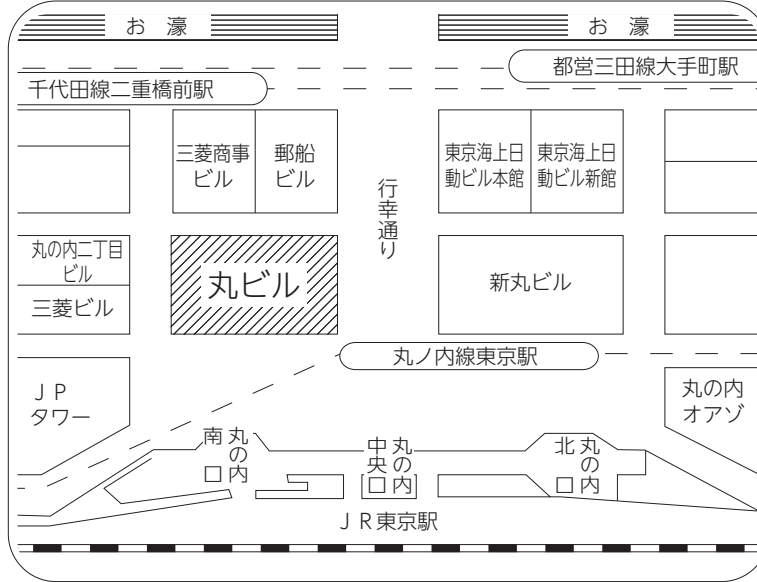 お濠
お濠
都営三田線大手町駅
千代田線二重橋前駅
三菱商事
ビル
郵船
ビル
行幸通り
東京海上日
動ビル本館
東京海上日
動ビル新館
丸の内二丁目
ビル
三菱ビル
丸ビル
新丸ビル
丸ノ内線東京駅
ＪＰ
タワー
丸の内
オアゾ
丸の内
南口
丸の内
中央口
丸の内
北口
ＪＲ東京駅